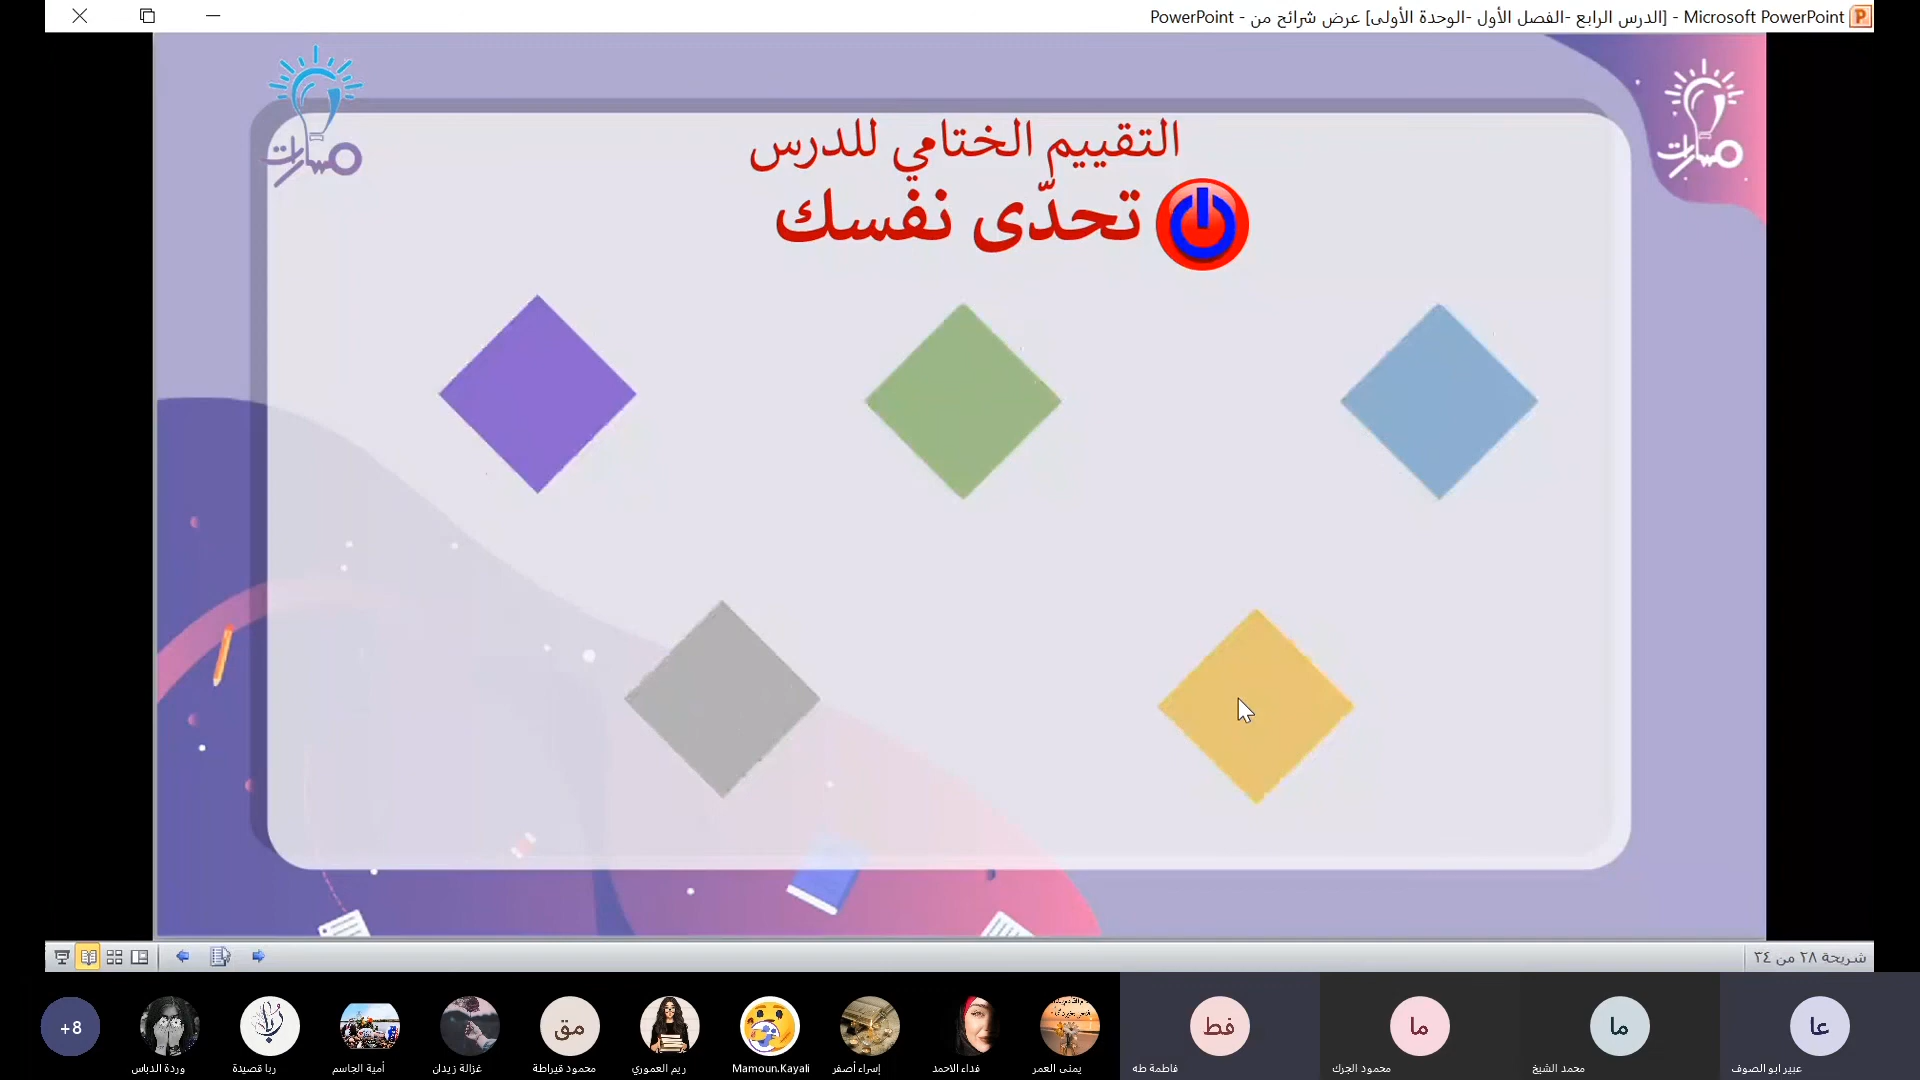 PowerPoint - عرض شرائح من [الدرس الرابع -الفصل الأول -الوحدة الأولى] - Microsoft PowerPoint
مسارات
مسارات
التقييم الختامي للدرس
تحدّى نفسك
شريحة ٢٨ من ٣٤
عا
ما
ما
فط
مق
+8
عبير ابو الصوف
محمد الشيخ
محمود الجرك
فاطمة طه
يمنى العمر
فداء الاحمد
إسراء أصفر
Mamoun.Kayali
ريم العموري
محمود قيراطة
غزالة زيدان
أمية الجاسم
ربا قصيدة
وردة الدباس